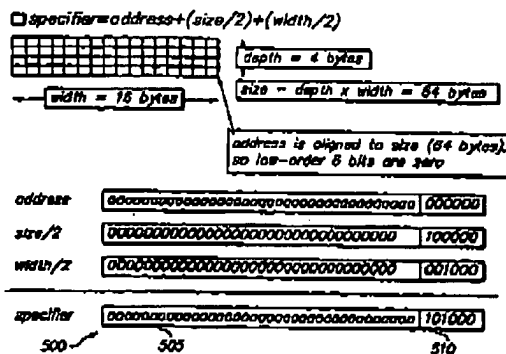 specifier=address+(size/2)+(width/2)
depth = 4 bytes
width = 16 bytes
size = depth x width = 64 bytes
address is aligned to size (64 bytes),
so low-order 6 bits are zero
address 000000
size/2 100000
width/2 001000
specifier 101000
500 505 510